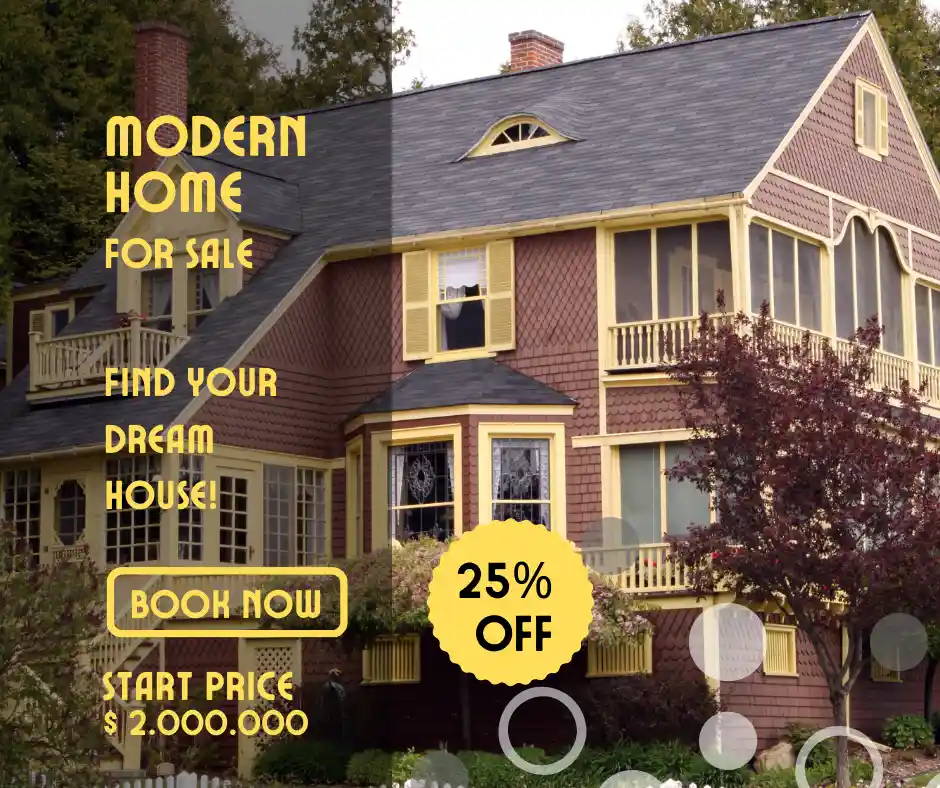 MODERN
HOME
FOR SALE
FIND YOUR
DREAM
HOUSE!
BOOK NOW
START PRICE
$ 2.000.000
25%
OFF